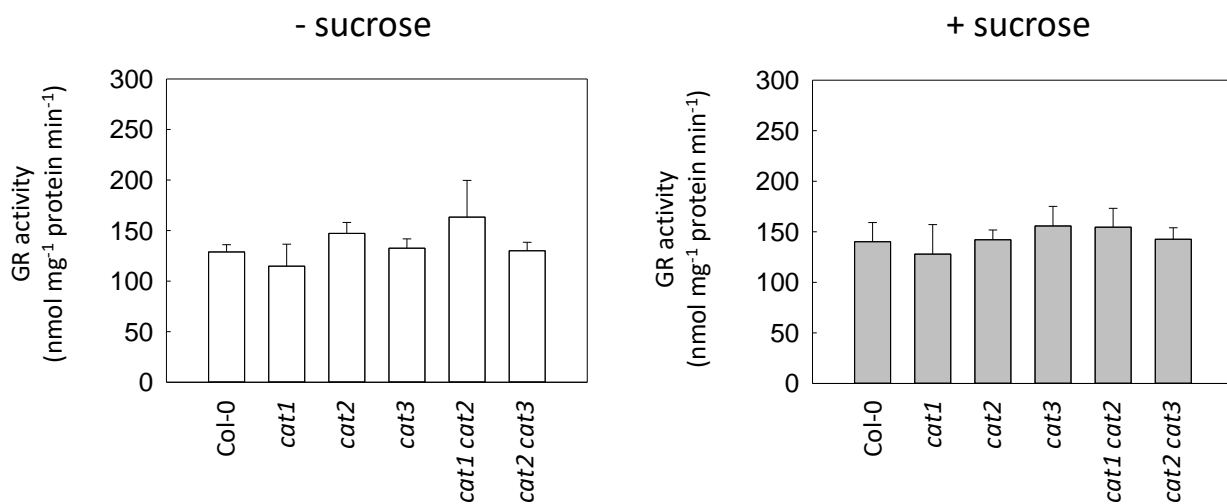 - sucrose
GR activity
(nmol mg⁻¹ protein min⁻¹)
300
250
200
150
100
50
0
Col-0
cat1
cat2
cat3
cat1 cat2
cat2 cat3
+ sucrose
GR activity
(nmol mg⁻¹ protein min⁻¹)
300
250
200
150
100
50
0
Col-0
cat1
cat2
cat3
cat1 cat2
cat2 cat3